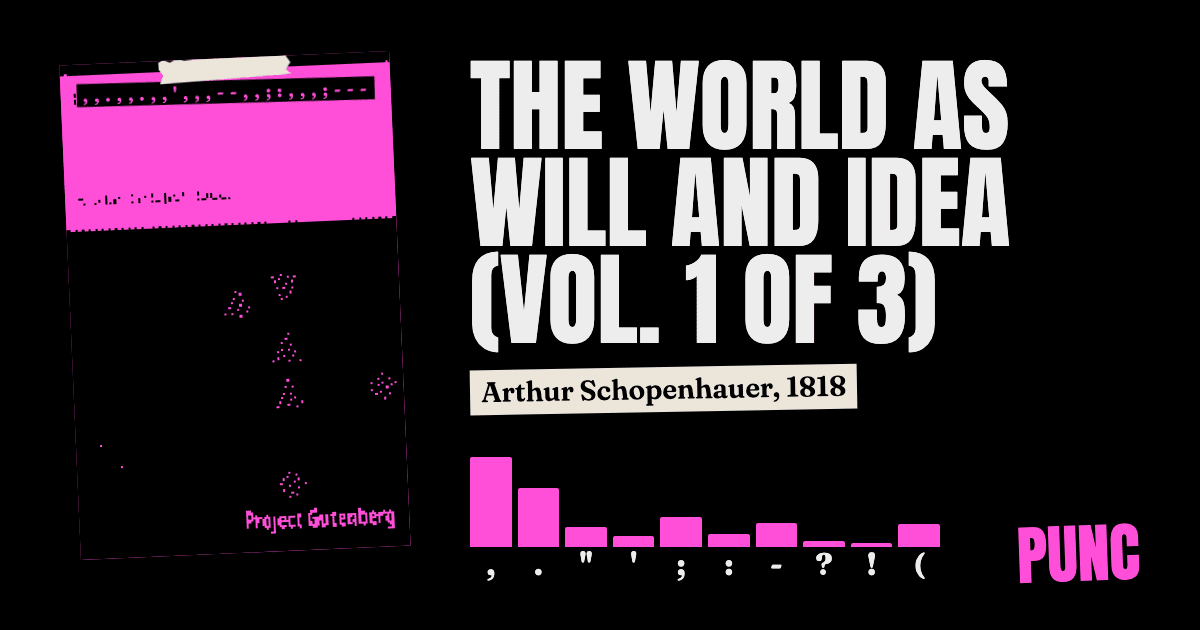 :,,.,,.,,',,,--,,;:,,,;---
Project Gutenberg
THE WORLD AS
WILL AND IDEA
(VOL. 1 OF 3)
Arthur Schopenhauer, 1818
, . " ' ; : - ? ! (
PUNC